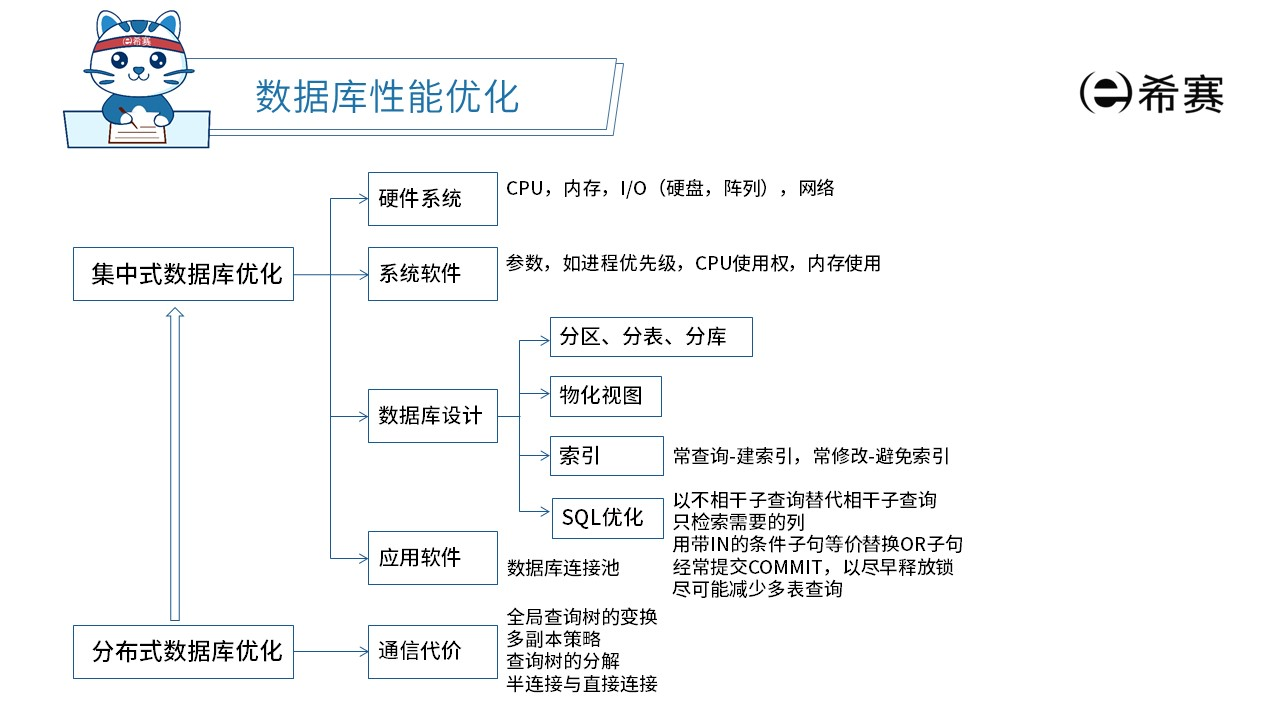 希赛
数据库性能优化
希赛
硬件系统
CPU，内存，I/O（硬盘，阵列），网络
集中式数据库优化
系统软件
参数，如进程优先级，CPU使用权，内存使用
数据库设计
分区、分表、分库
物化视图
索引
常查询-建索引，常修改-避免索引
SQL优化
以不相干子查询替代相干子查询
只检索需要的列
用带IN的条件子句等价替换OR子句
经常提交COMMIT，以尽早释放锁
尽可能减少多表查询
应用软件
数据库连接池
分布式数据库优化
通信代价
全局查询树的变换
多副本策略
查询树的分解
半连接与直接连接